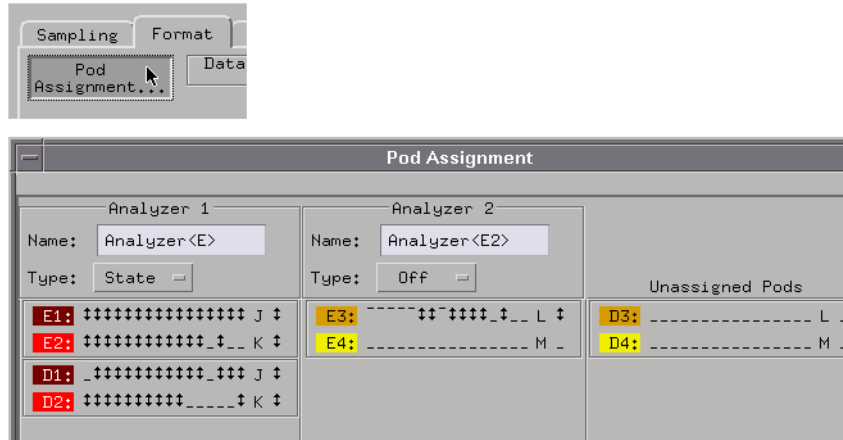 Sampling Format
Pod Assignment... Data
Pod Assignment
Analyzer 1 Analyzer 2
Name: Analyzer<E> Name: Analyzer<E2>
Type: State Type: Off
Unassigned Pods
E1: J E3: L D3: L
E2: K E4: M D4: M
D1: J
D2: K